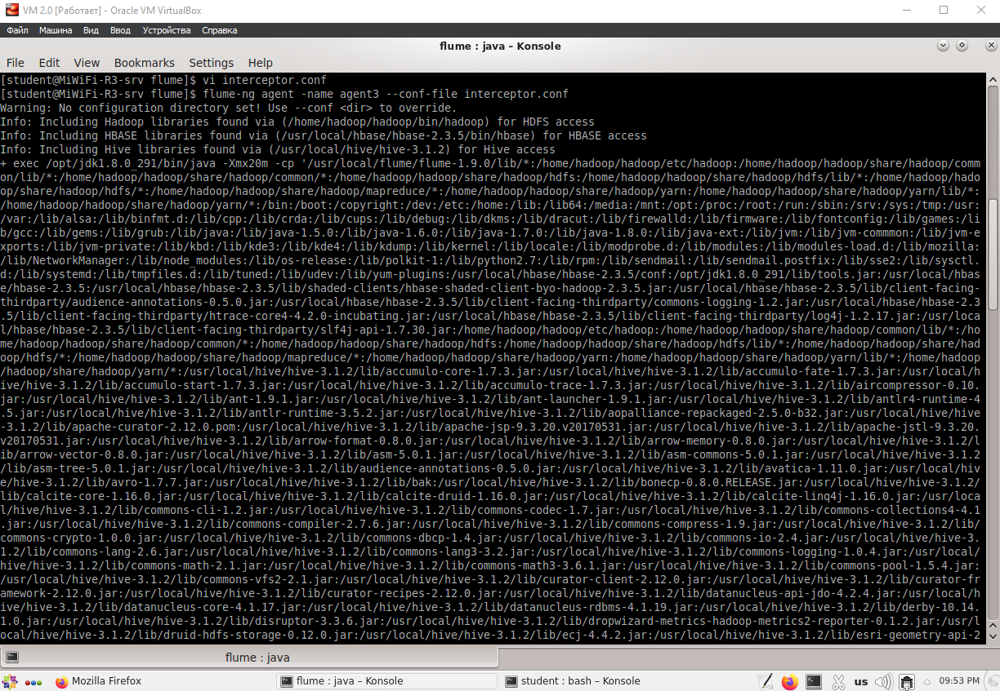 VM 2.0 [Работает] - Oracle VM VirtualBox
Файл Машина Вид Ввод Устройства Справка
flume : java – Konsole
File Edit View Bookmarks Settings Help
[student@MiWiFi-R3-srv flume]$ vi interceptor.conf
[student@MiWiFi-R3-srv flume]$ flume-ng agent -name agent3 --conf-file interceptor.conf
Warning: No configuration directory set! Use --conf <dir> to override.
Info: Including Hadoop libraries found via (/home/hadoop/hadoop/bin/hadoop) for HDFS access
Info: Including HBASE libraries found via (/usr/local/hbase/hbase-2.3.5/bin/hbase) for HBASE access
Info: Including Hive libraries found via (/usr/local/hive/hive-3.1.2) for Hive access
+ exec /opt/jdk1.8.0_291/bin/java -Xmx20m -cp '/usr/local/flume/flume-1.9.0/lib/*:/home/hadoop/hadoop/etc/hadoop:/home/hadoop/hadoop/share/hadoop/comm
on/lib/*:/home/hadoop/hadoop/share/hadoop/common/*:/home/hadoop/hadoop/share/hadoop/hdfs:/home/hadoop/hadoop/share/hadoop/hdfs/lib/*:/home/hadoop/hado
op/share/hadoop/hdfs/*:/home/hadoop/hadoop/share/hadoop/mapreduce/*:/home/hadoop/hadoop/share/hadoop/yarn:/home/hadoop/hadoop/share/hadoop/yarn/lib/*:
/home/hadoop/hadoop/share/hadoop/yarn/*:/bin:/boot:/copyright:/dev:/etc:/home:/lib:/lib64:/media:/mnt:/opt:/proc:/root:/run:/sbin:/srv:/sys:/tmp:/usr:
/var:/lib/alsa:/lib/binfmt.d:/lib/cpp:/lib/crda:/lib/cups:/lib/debug:/lib/dkms:/lib/dracut:/lib/firewalld:/lib/firmware:/lib/fontconfig:/lib/games:/li
b/gcc:/lib/gems:/lib/grub:/lib/java:/lib/java-1.5.0:/lib/java-1.6.0:/lib/java-1.7.0:/lib/java-1.8.0:/lib/java-ext:/lib/jvm:/lib/jvm-commmon:/lib/jvm-e
xports:/lib/jvm-private:/lib/kbd:/lib/kde3:/lib/kde4:/lib/kdump:/lib/kernel:/lib/locale:/lib/modprobe.d:/lib/modules:/lib/modules-load.d:/lib/mozilla:
/lib/NetworkManager:/lib/node_modules:/lib/os-release:/lib/polkit-1:/lib/python2.7:/lib/rpm:/lib/sendmail:/lib/sendmail.postfix:/lib/sse2:/lib/sysctl.
d:/lib/systemd:/lib/tmpfiles.d:/lib/tuned:/lib/udev:/lib/yum-plugins:/usr/local/hbase/hbase-2.3.5/conf:/opt/jdk1.8.0_291/lib/tools.jar:/usr/local/hbas
e/hbase-2.3.5:/usr/local/hbase/hbase-2.3.5/lib/shaded-clients/hbase-shaded-client-byo-hadoop-2.3.5.jar:/usr/local/hbase/hbase-2.3.5/lib/client-facing-
thirdparty/audience-annotations-0.5.0.jar:/usr/local/hbase/hbase-2.3.5/lib/client-facing-thirdparty/commons-logging-1.2.jar:/usr/local/hbase/hbase-2.3
.5/lib/client-facing-thirdparty/htrace-core4-4.2.0-incubating.jar:/usr/local/hbase/hbase-2.3.5/lib/client-facing-thirdparty/log4j-1.2.17.jar:/usr/loca
l/hbase/hbase-2.3.5/lib/client-facing-thirdparty/slf4j-api-1.7.30.jar:/home/hadoop/hadoop/etc/hadoop:/home/hadoop/hadoop/share/hadoop/common/lib/*:/ho
me/hadoop/hadoop/share/hadoop/common/*:/home/hadoop/hadoop/share/hadoop/hdfs:/home/hadoop/hadoop/share/hadoop/hdfs/lib/*:/home/hadoop/hadoop/share/had
oop/hdfs/*:/home/hadoop/hadoop/share/hadoop/mapreduce/*:/home/hadoop/hadoop/share/hadoop/yarn:/home/hadoop/hadoop/share/hadoop/yarn/lib/*:/home/hadoop
/hadoop/share/hadoop/yarn/*:/usr/local/hive/hive-3.1.2/lib/accumulo-core-1.7.3.jar:/usr/local/hive/hive-3.1.2/lib/accumulo-fate-1.7.3.jar:/usr/local/h
ive/hive-3.1.2/lib/accumulo-start-1.7.3.jar:/usr/local/hive/hive-3.1.2/lib/accumulo-trace-1.7.3.jar:/usr/local/hive/hive-3.1.2/lib/aircompressor-0.10.
jar:/usr/local/hive/hive-3.1.2/lib/ant-1.9.1.jar:/usr/local/hive/hive-3.1.2/lib/ant-launcher-1.9.1.jar:/usr/local/hive/hive-3.1.2/lib/antlr4-runtime-4
.5.jar:/usr/local/hive/hive-3.1.2/lib/antlr-runtime-3.5.2.jar:/usr/local/hive/hive-3.1.2/lib/aopalliance-repackaged-2.5.0-b32.jar:/usr/local/hive/hive
-3.1.2/lib/apache-curator-2.12.0.pom:/usr/local/hive/hive-3.1.2/lib/apache-jsp-9.3.20.v20170531.jar:/usr/local/hive/hive-3.1.2/lib/apache-jstl-9.3.20.
v20170531.jar:/usr/local/hive/hive-3.1.2/lib/arrow-format-0.8.0.jar:/usr/local/hive/hive-3.1.2/lib/arrow-memory-0.8.0.jar:/usr/local/hive/hive-3.1.2/l
ib/arrow-vector-0.8.0.jar:/usr/local/hive/hive-3.1.2/lib/asm-5.0.1.jar:/usr/local/hive/hive-3.1.2/lib/asm-commons-5.0.1.jar:/usr/local/hive/hive-3.1.2
/lib/asm-tree-5.0.1.jar:/usr/local/hive/hive-3.1.2/lib/audience-annotations-0.5.0.jar:/usr/local/hive/hive-3.1.2/lib/avatica-1.11.0.jar:/usr/local/hiv
e/hive-3.1.2/lib/avro-1.7.7.jar:/usr/local/hive/hive-3.1.2/lib/bak:/usr/local/hive/hive-3.1.2/lib/bonecp-0.8.0.RELEASE.jar:/usr/local/hive/hive-3.1.2/
lib/calcite-core-1.16.0.jar:/usr/local/hive/hive-3.1.2/lib/calcite-druid-1.16.0.jar:/usr/local/hive/hive-3.1.2/lib/calcite-linq4j-1.16.0.jar:/usr/loca
l/hive/hive-3.1.2/lib/commons-cli-1.2.jar:/usr/local/hive/hive-3.1.2/lib/commons-codec-1.7.jar:/usr/local/hive/hive-3.1.2/lib/commons-collections4-4.1
.jar:/usr/local/hive/hive-3.1.2/lib/commons-compiler-2.7.6.jar:/usr/local/hive/hive-3.1.2/lib/commons-compress-1.9.jar:/usr/local/hive/hive-3.1.2/lib/
commons-crypto-1.0.0.jar:/usr/local/hive/hive-3.1.2/lib/commons-dbcp-1.4.jar:/usr/local/hive/hive-3.1.2/lib/commons-io-2.4.jar:/usr/local/hive/hive-3.
1.2/lib/commons-lang-2.6.jar:/usr/local/hive/hive-3.1.2/lib/commons-lang3-3.2.jar:/usr/local/hive/hive-3.1.2/lib/commons-logging-1.0.4.jar:/usr/local/
hive/hive-3.1.2/lib/commons-math-2.1.jar:/usr/local/hive/hive-3.1.2/lib/commons-math3-3.6.1.jar:/usr/local/hive/hive-3.1.2/lib/commons-pool-1.5.4.jar:
/usr/local/hive/hive-3.1.2/lib/commons-vfs2-2.1.jar:/usr/local/hive/hive-3.1.2/lib/curator-client-2.12.0.jar:/usr/local/hive/hive-3.1.2/lib/curator-fr
amework-2.12.0.jar:/usr/local/hive/hive-3.1.2/lib/curator-recipes-2.12.0.jar:/usr/local/hive/hive-3.1.2/lib/datanucleus-api-jdo-4.2.4.jar:/usr/local/h
ive/hive-3.1.2/lib/datanucleus-core-4.1.17.jar:/usr/local/hive/hive-3.1.2/lib/datanucleus-rdbms-4.1.19.jar:/usr/local/hive/hive-3.1.2/lib/derby-10.14.
1.0.jar:/usr/local/hive/hive-3.1.2/lib/disruptor-3.3.6.jar:/usr/local/hive/hive-3.1.2/lib/dropwizard-metrics-hadoop-metrics2-reporter-0.1.2.jar:/usr/l
ocal/hive/hive-3.1.2/lib/druid-hdfs-storage-0.12.0.jar:/usr/local/hive/hive-3.1.2/lib/ecj-4.4.2.jar:/usr/local/hive/hive-3.1.2/lib/esri-geometry-api-2
flume : java
Mozilla Firefox flume : java – Konsole student : bash – Konsole us 09:53 PM